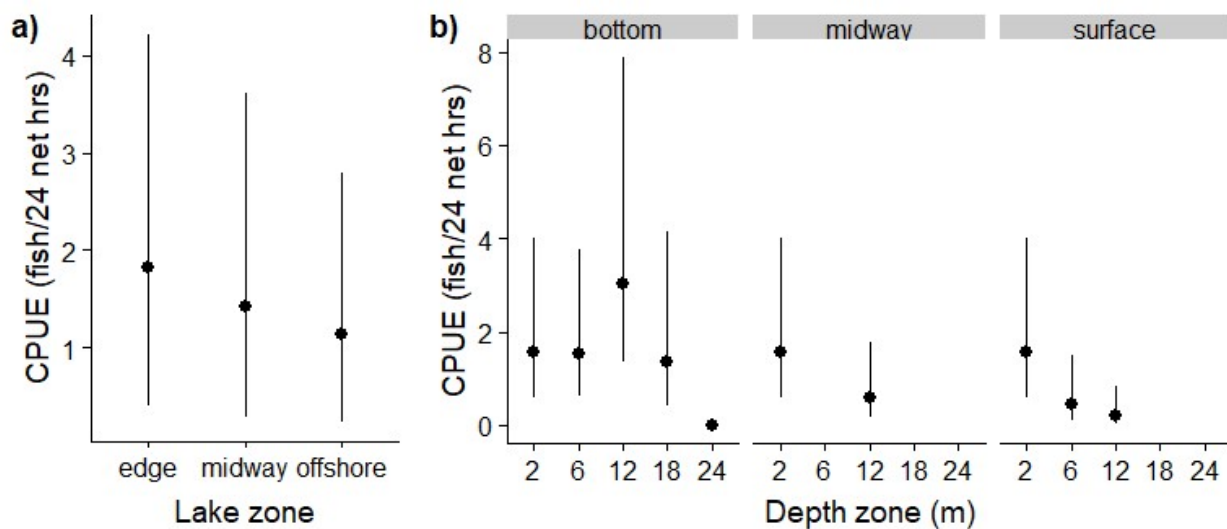 a)
CPUE (fish/24 net hrs)
4
3
2
1
edge midway offshore
Lake zone
b)
bottom midway surface
CPUE (fish/24 net hrs)
8
6
4
2
0
2 6 12 18 24 2 6 12 18 24 2 6 12 18 24
Depth zone (m)